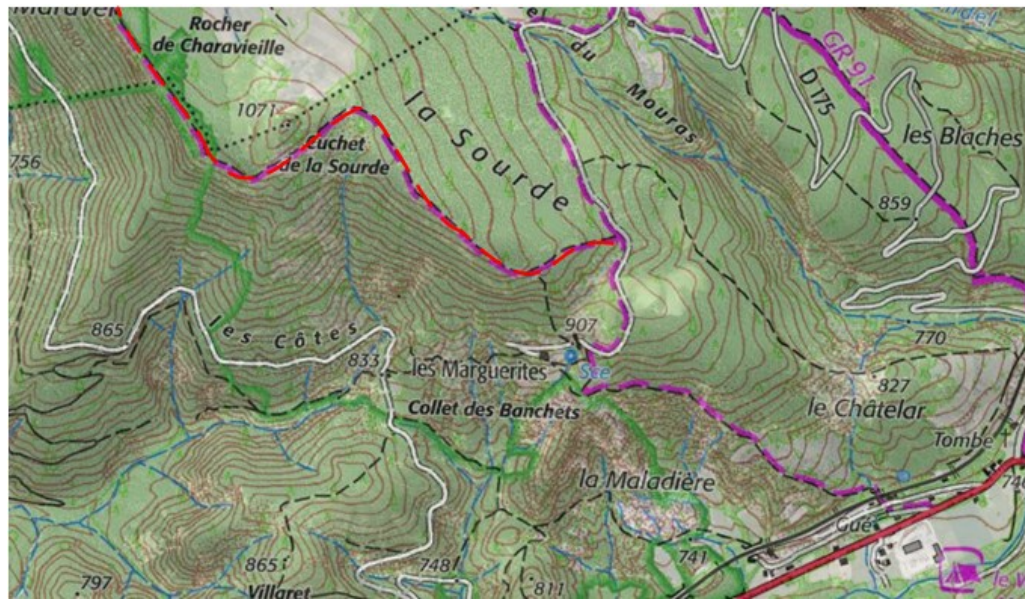 Rocher
de Charavieille
1071
Cuchet
de la Sourde
la Sourde
du
Mouras
GR 91
D 175
les Blaches
859
756
865
les Côtes
833
907
les Marguerites
Sce
Collet des Banchets
770
827
le Châtelar
Tombe
la Maladière
Gué
741
748
865
797
Villaret
811